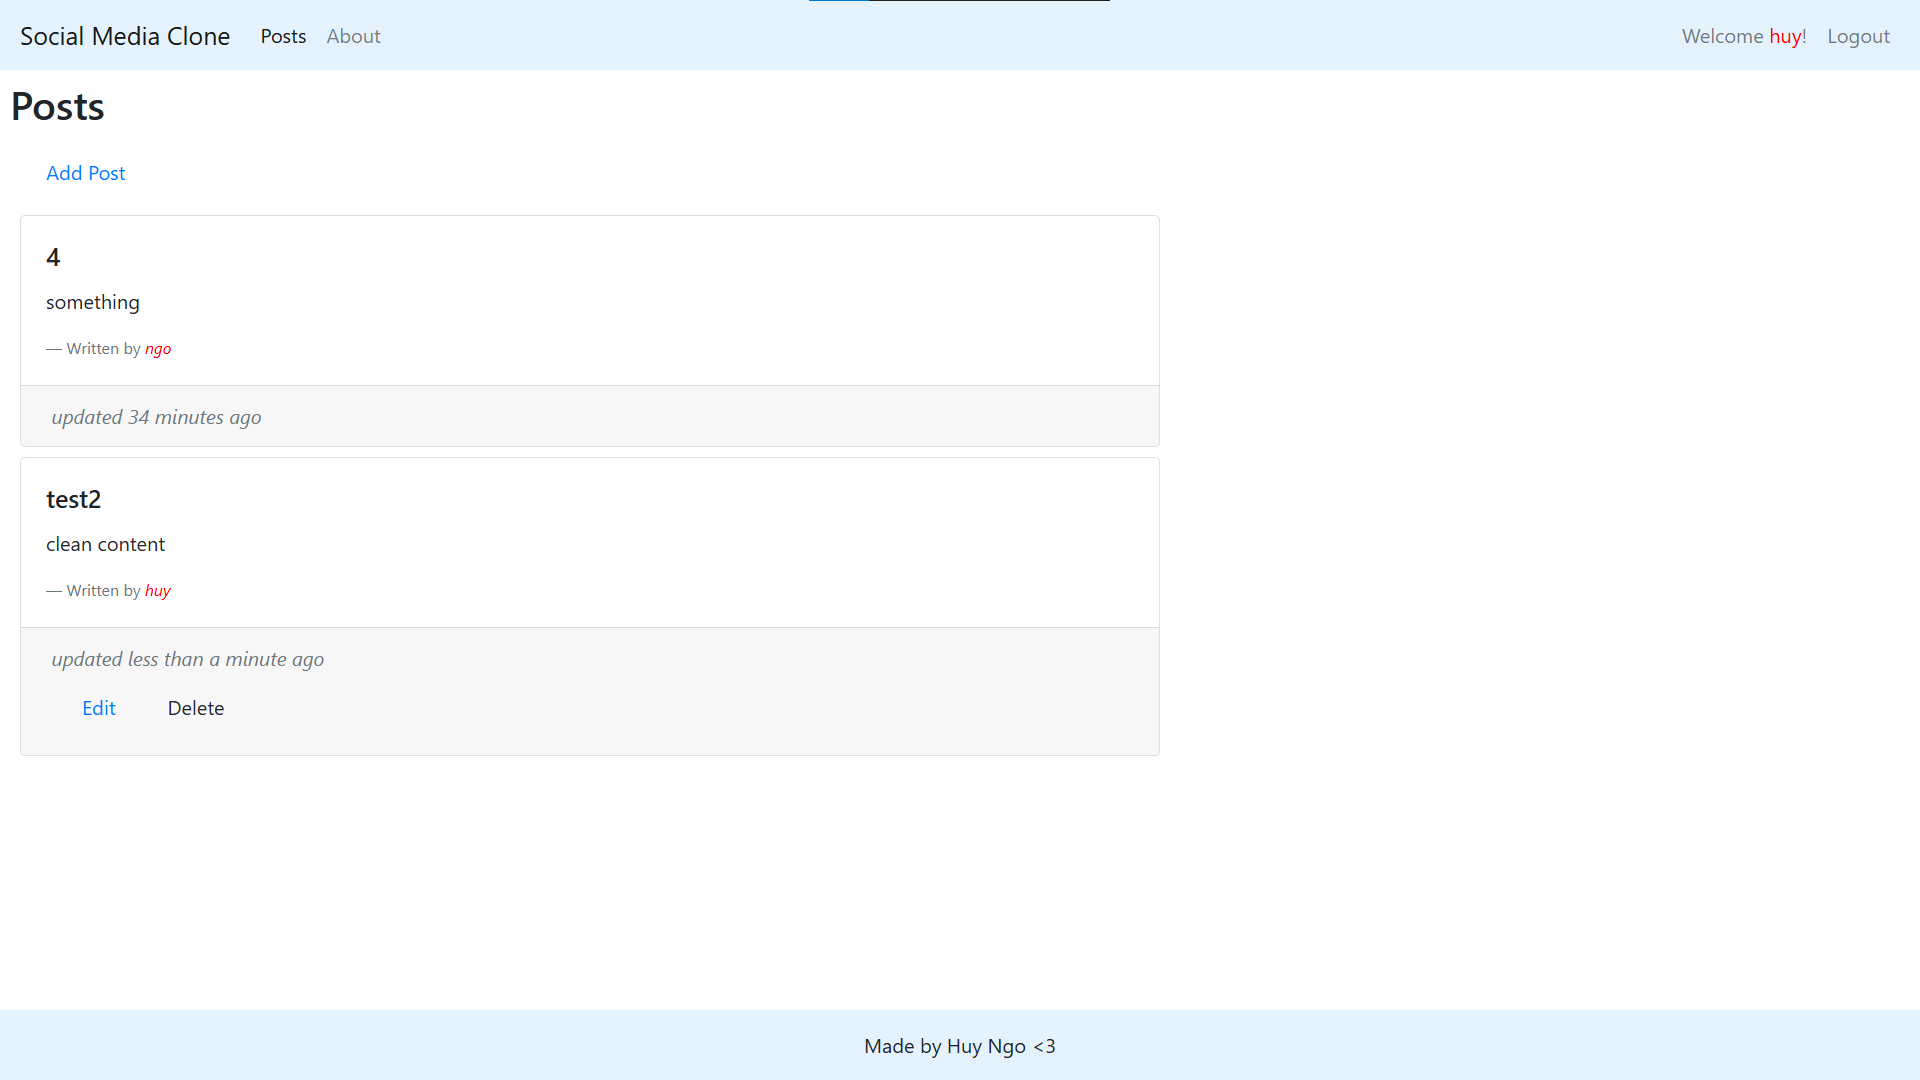 Social Media Clone Posts About Welcome huy! Logout
Posts
Add Post
4
something
— Written by ngo
updated 34 minutes ago
test2
clean content
— Written by huy
updated less than a minute ago
Edit Delete
Made by Huy Ngo <3